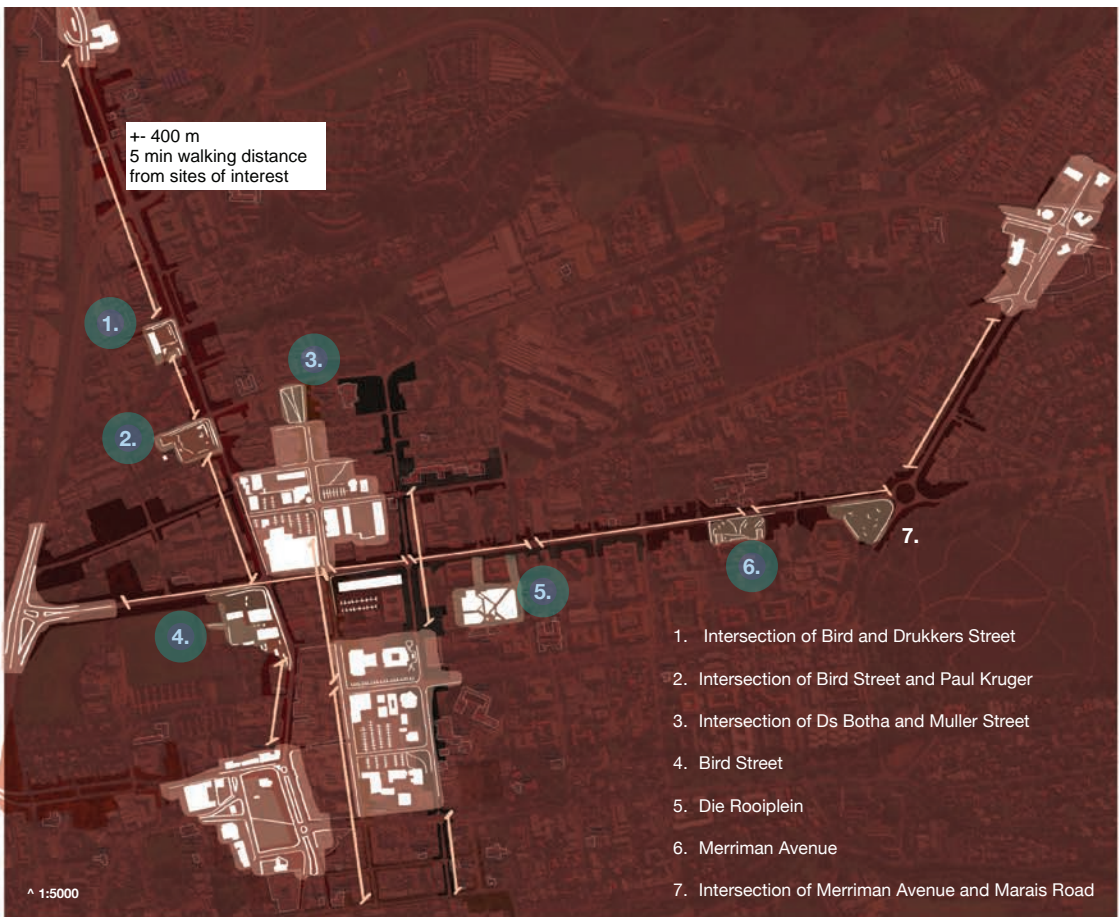 +- 400 m
5 min walking distance
from sites of interest
1.
3.
2.
7.
6.
5.
4.
1. Intersection of Bird and Drukkers Street
2. Intersection of Bird Street and Paul Kruger
3. Intersection of Ds Botha and Muller Street
4. Bird Street
5. Die Rooiplein
6. Merriman Avenue
7. Intersection of Merriman Avenue and Marais Road
^ 1:5000